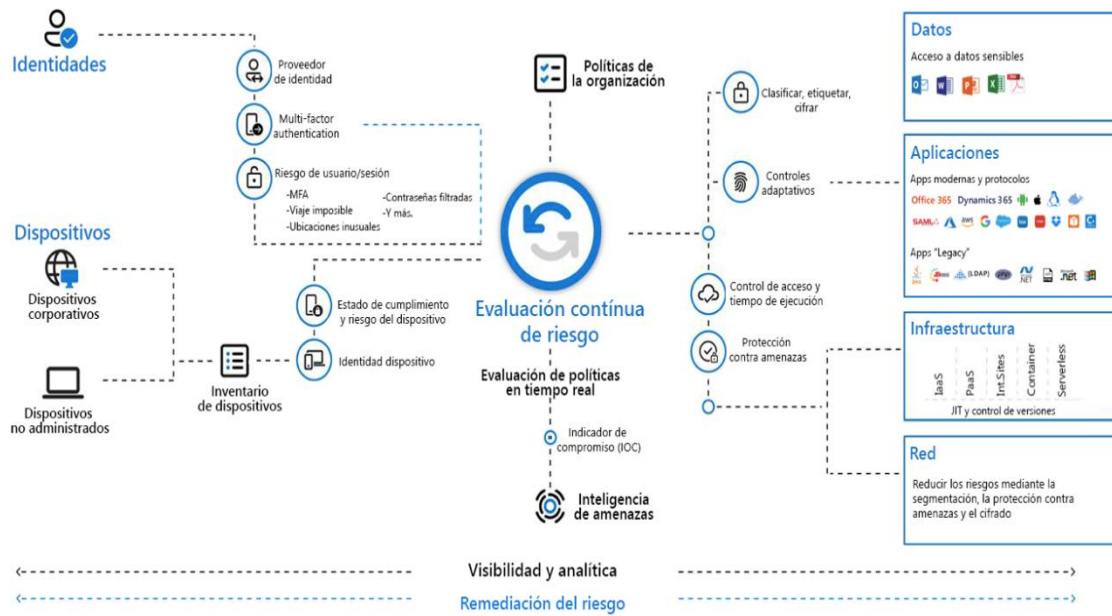 Identidades
Proveedor
de identidad
Multi-factor
authentication
Riesgo de usuario/sesión
-MFA
-Viaje imposible
-Ubicaciones inusuales
-Contraseñas filtradas
-Y más.
Dispositivos
Dispositivos
corporativos
Dispositivos
no administrados
Inventario
de dispositivos
Estado de cumplimiento
y riesgo del dispositivo
Identidad dispositivo
Políticas de
la organización
Evaluación contínua
de riesgo
Evaluación de políticas
en tiempo real
Indicador de
compromiso (IOC)
Inteligencia
de amenazas
Clasificar, etiquetar,
cifrar
Controles
adaptativos
Control de acceso y
tiempo de ejecución
Protección
contra amenazas
Datos
Acceso a datos sensibles
Aplicaciones
Apps modernas y protocolos
Office 365 Dynamics 365
SAML aws
Apps "Legacy"
(LDAP) php .NET .net
Infraestructura
IaaS
PaaS
Int.Sites
Container
Serverless
JIT y control de versiones
Red
Reducir los riesgos mediante la
segmentación, la protección contra
amenazas y el cifrado
Visibilidad y analítica
Remediación del riesgo